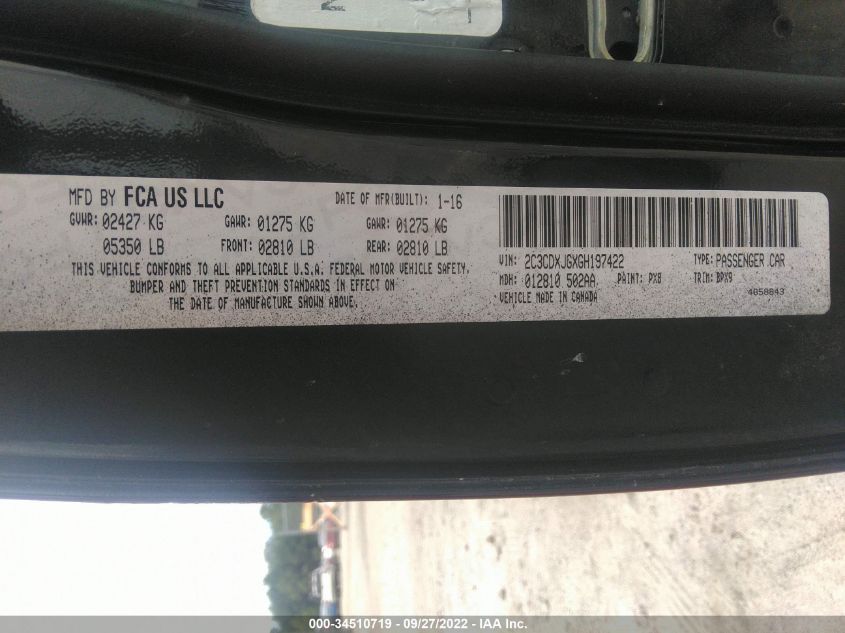 MFD BY FCA US LLC DATE OF MFR(BUILT): 1-16
GVWR: 02427 KG GAWR: 01275 KG GAWR: 01275 KG
05350 LB FRONT: 02810 LB REAR: 02810 LB
THIS VEHICLE CONFORMS TO ALL APPLICABLE U.S.A. FEDERAL MOTOR VEHICLE SAFETY,
BUMPER AND THEFT PREVENTION STANDARDS IN EFFECT ON
THE DATE OF MANUFACTURE SHOWN ABOVE.
VIN: 2C3CDXJGXGH197422 TYPE: PASSENGER CAR
MDH: 012810 502AA PAINT: PX8 TRIM: BPX9
VEHICLE MADE IN CANADA 4658643
000-34510719 - 09/27/2022 - IAA Inc.